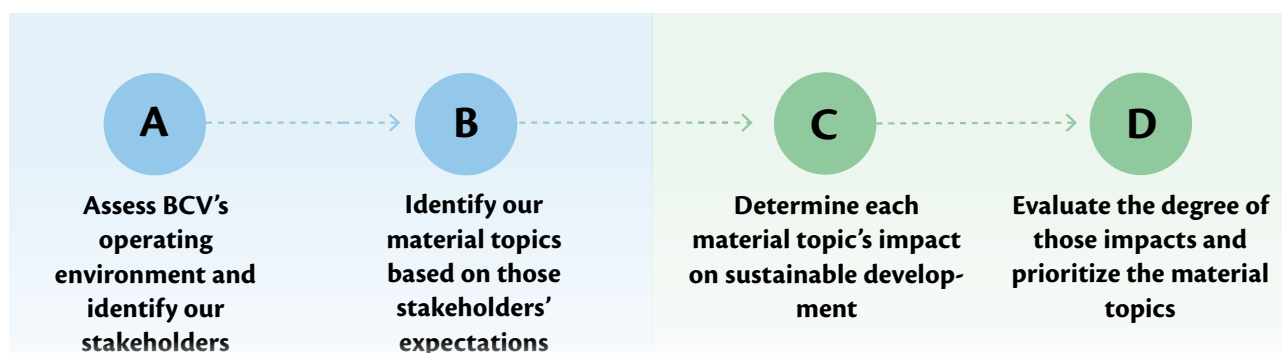 A
Assess BCV's
operating
environment and
identify our
stakeholders
B
Identify our
material topics
based on those
stakeholders'
expectations
C
Determine each
material topic's impact
on sustainable develop-
ment
D
Evaluate the degree of
those impacts and
prioritize the material
topics